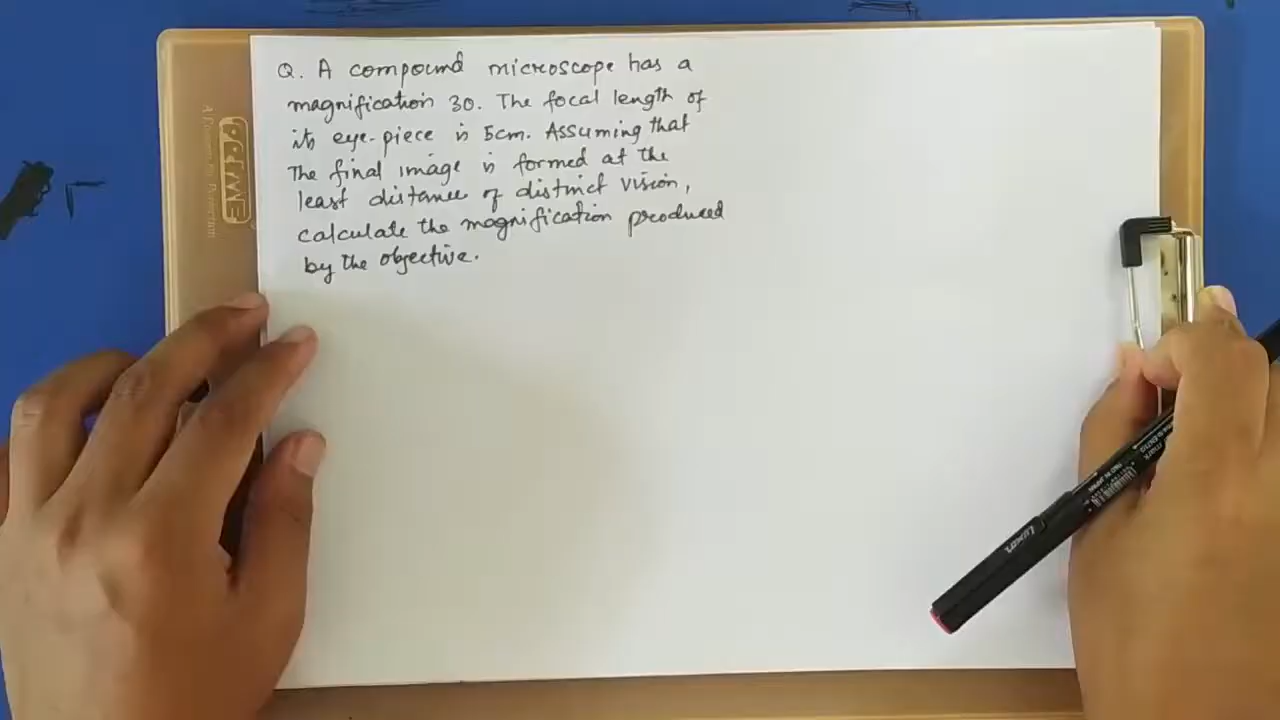 Q. A compound microscope has a
magnification 30. The focal length of
its eye-piece is 5cm. Assuming that
The final image is formed at the
least distance of distinct vision,
calculate the magnification produced
by the objective.
Luxor